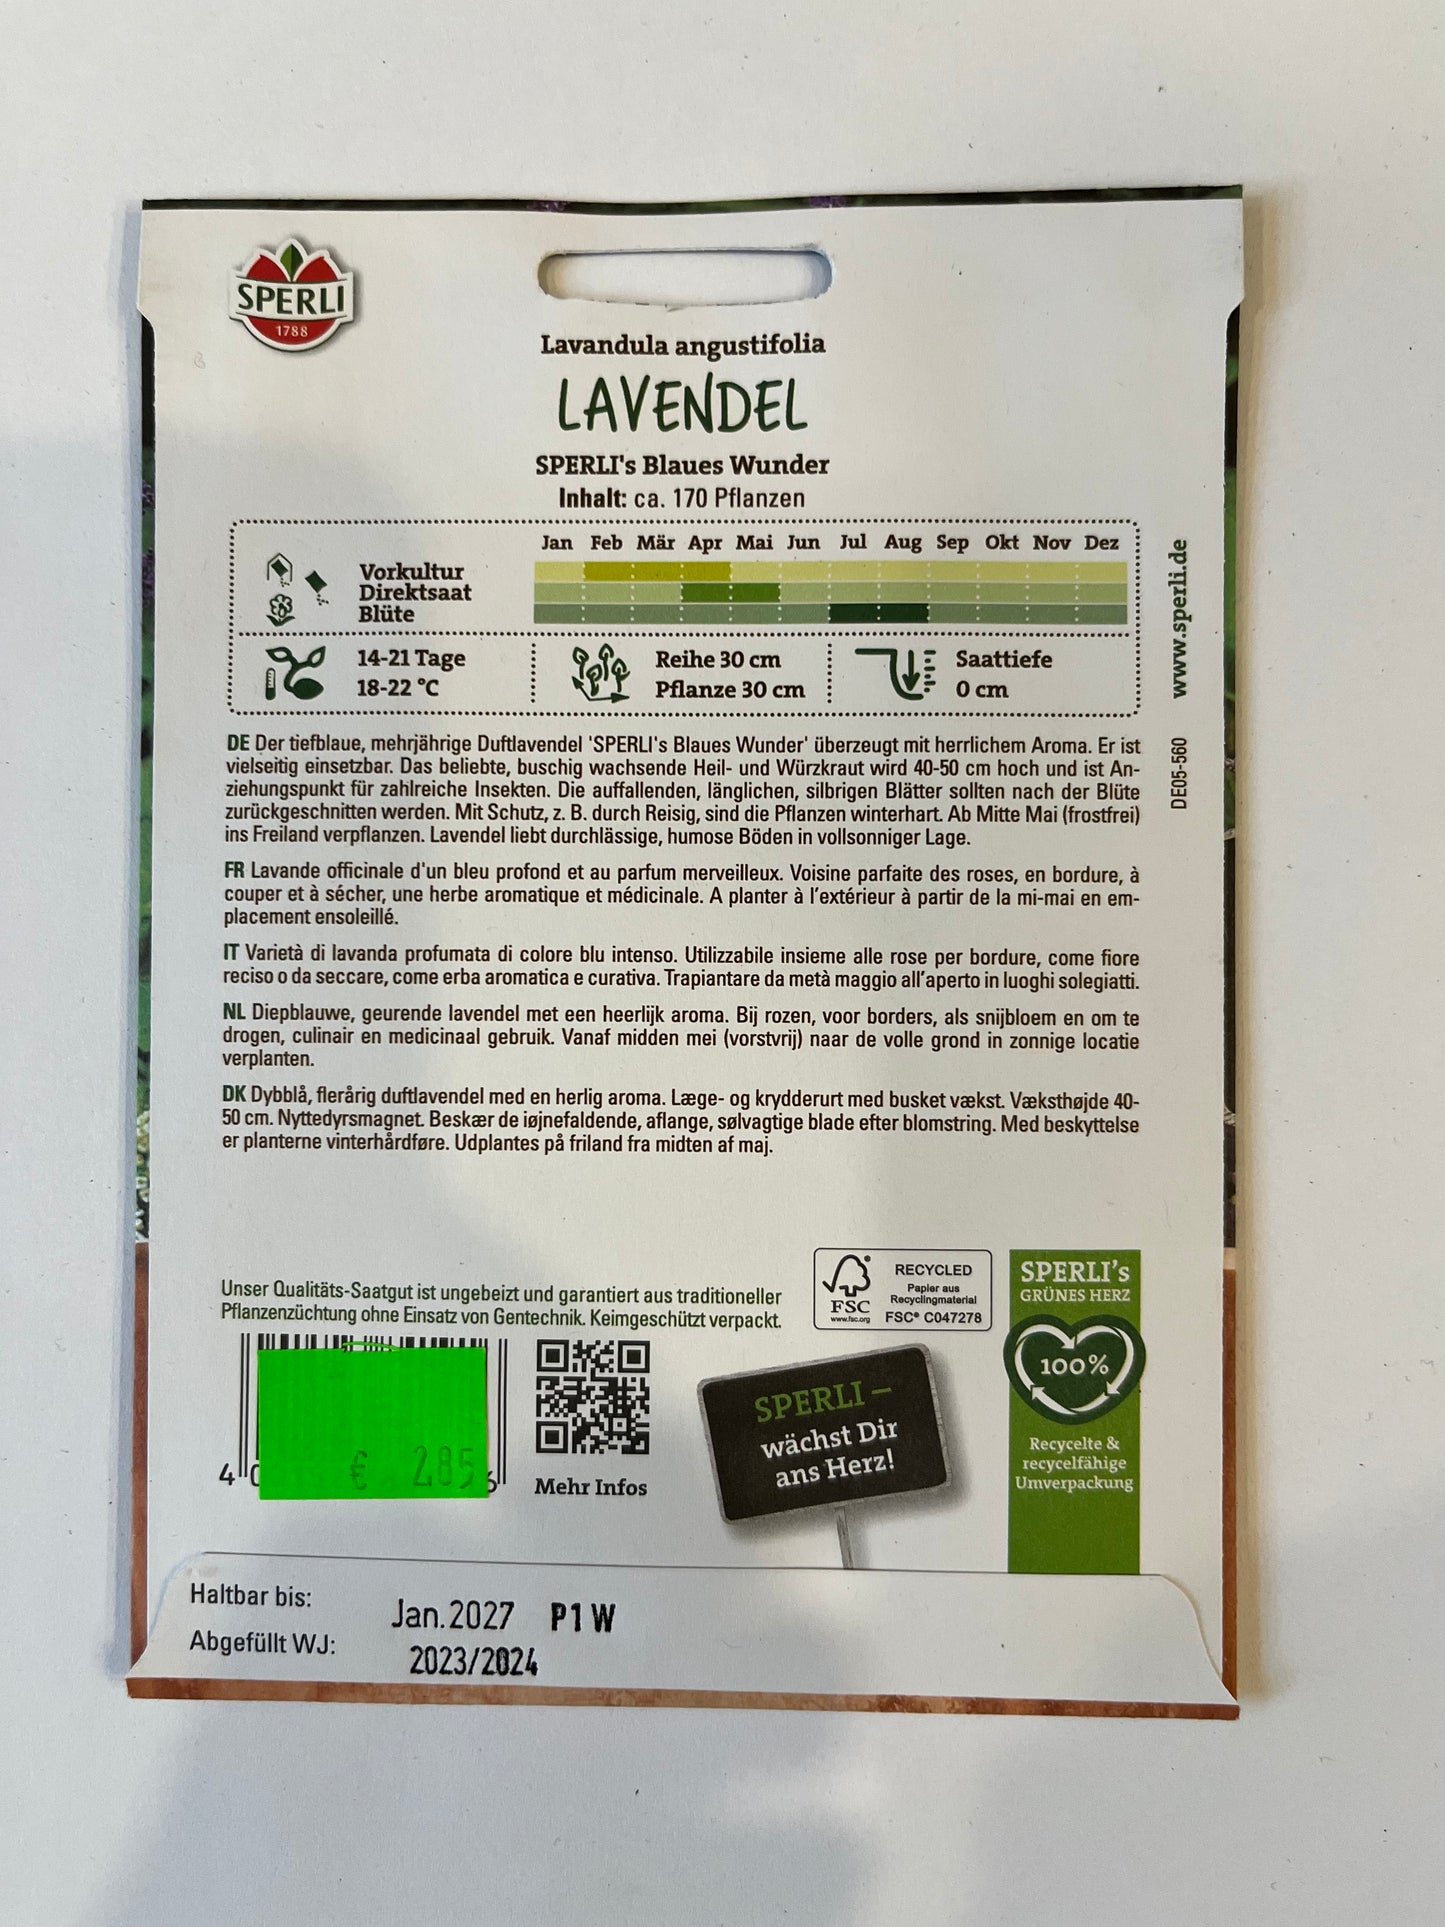 SPERLI
1788
Lavandula angustifolia
LAVENDEL
SPERLI's Blaues Wunder
Inhalt: ca. 170 Pflanzen
Jan Feb Mär Apr Mai Jun Jul Aug Sep Okt Nov Dez
Vorkultur
Direktsaat
Blüte
14-21 Tage
18-22 °C
Reihe 30 cm
Pflanze 30 cm
Saattiefe
0 cm
www.sperli.de
DE05-560
DE Der tiefblaue, mehrjährige Duftlavendel 'SPERLI's Blaues Wunder' überzeugt mit herrlichem Aroma. Er ist
vielseitig einsetzbar. Das beliebte, buschig wachsende Heil- und Würzkraut wird 40-50 cm hoch und ist An-
ziehungspunkt für zahlreiche Insekten. Die auffallenden, länglichen, silbrigen Blätter sollten nach der Blüte
zurückgeschnitten werden. Mit Schutz, z. B. durch Reisig, sind die Pflanzen winterhart. Ab Mitte Mai (frostfrei)
ins Freiland verpflanzen. Lavendel liebt durchlässige, humose Böden in vollsonniger Lage.
FR Lavande officinale d'un bleu profond et au parfum merveilleux. Voisine parfaite des roses, en bordure, à
couper et à sécher, une herbe aromatique et médicinale. A planter à l'extérieur à partir de la mi-mai en em-
placement ensoleillé.
IT Varietà di lavanda profumata di colore blu intenso. Utilizzabile insieme alle rose per bordure, come fiore
reciso o da seccare, come erba aromatica e curativa. Trapiantare da metà maggio all'aperto in luoghi solegiatti.
NL Diepblauwe, geurende lavendel met een heerlijk aroma. Bij rozen, voor borders, als snijbloem en om te
drogen, culinair en medicinaal gebruik. Vanaf midden mei (vorstvrij) naar de volle grond in zonnige locatie
verplanten.
DK Dybblå, flerårig duftlavendel med en herlig aroma. Læge- og krydderurt med busket vækst. Væksthøjde 40-
50 cm. Nyttedyrsmagnet. Beskær de iøjnefaldende, aflange, sølvagtige blade efter blomstring. Med beskyttelse
er planterne vinterhårdføre. Udplantes på friland fra midten af maj.
Unser Qualitäts-Saatgut ist ungebeizt und garantiert aus traditioneller
Pflanzenzüchtung ohne Einsatz von Gentechnik. Keimgeschützt verpackt.
FSC
www.fsc.org
RECYCLED
Papier aus
Recyclingmaterial
FSC® C047278
SPERLI's
GRÜNES HERZ
100%
Recycelte &
recycelfähige
Umverpackung
€ 2.85
4
Mehr Infos
SPERLI –
wächst Dir
ans Herz!
Haltbar bis: Jan.2027 P1W
Abgefüllt WJ: 2023/2024